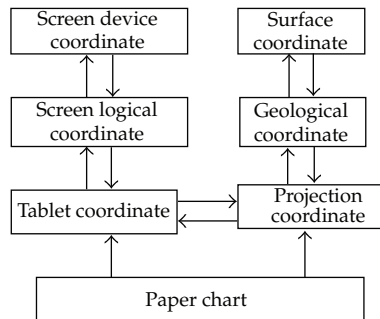 Screen device
coordinate
Surface
coordinate
Screen logical
coordinate
Geological
coordinate
Tablet coordinate
Projection
coordinate
Paper chart